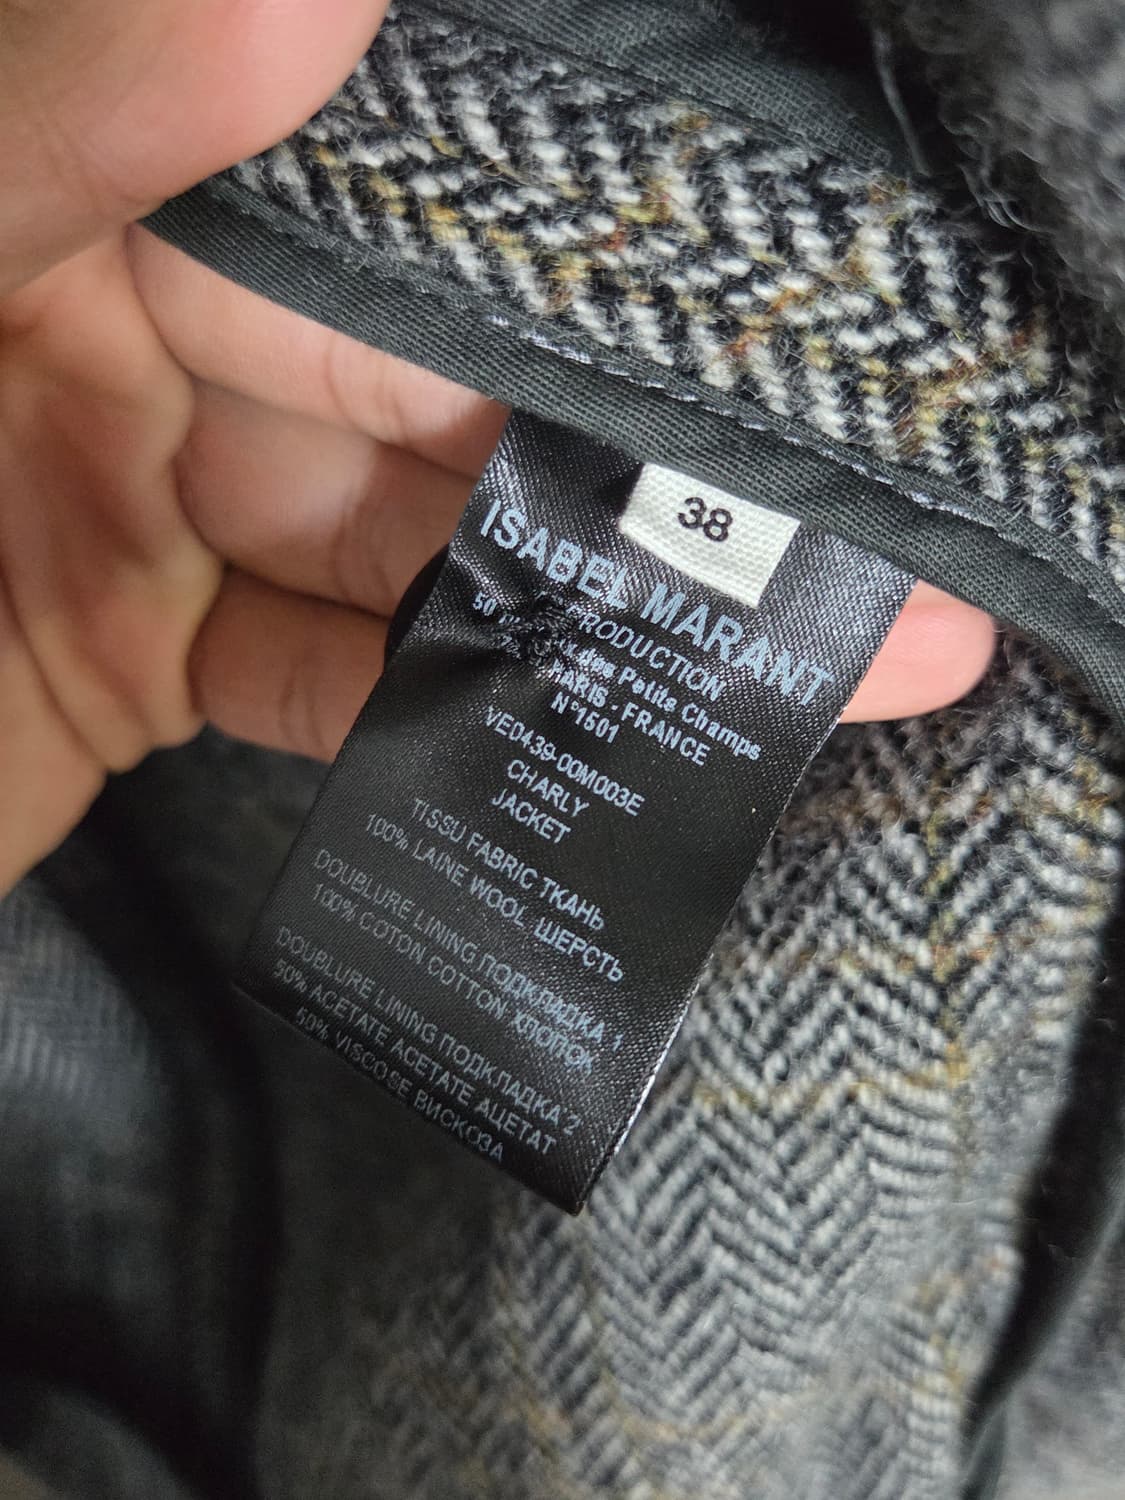 38
ISABEL MARANT
PRODUCTION
50 des Petits Champs
PARIS - FRANCE
N°1501
VED439-00M003E
CHARLY
JACKET
TISSU FABRIC ТКАНЬ
100% LAINE WOOL ШЕРСТЬ
DOUBLURE LINING ПОДКЛАДКА 1
100% COTON COTTON ХЛОПОК
DOUBLURE LINING ПОДКЛАДКА 2
50% ACETATE ACETATE АЦЕТАТ
50% VISCOSE ВИСКОЗА